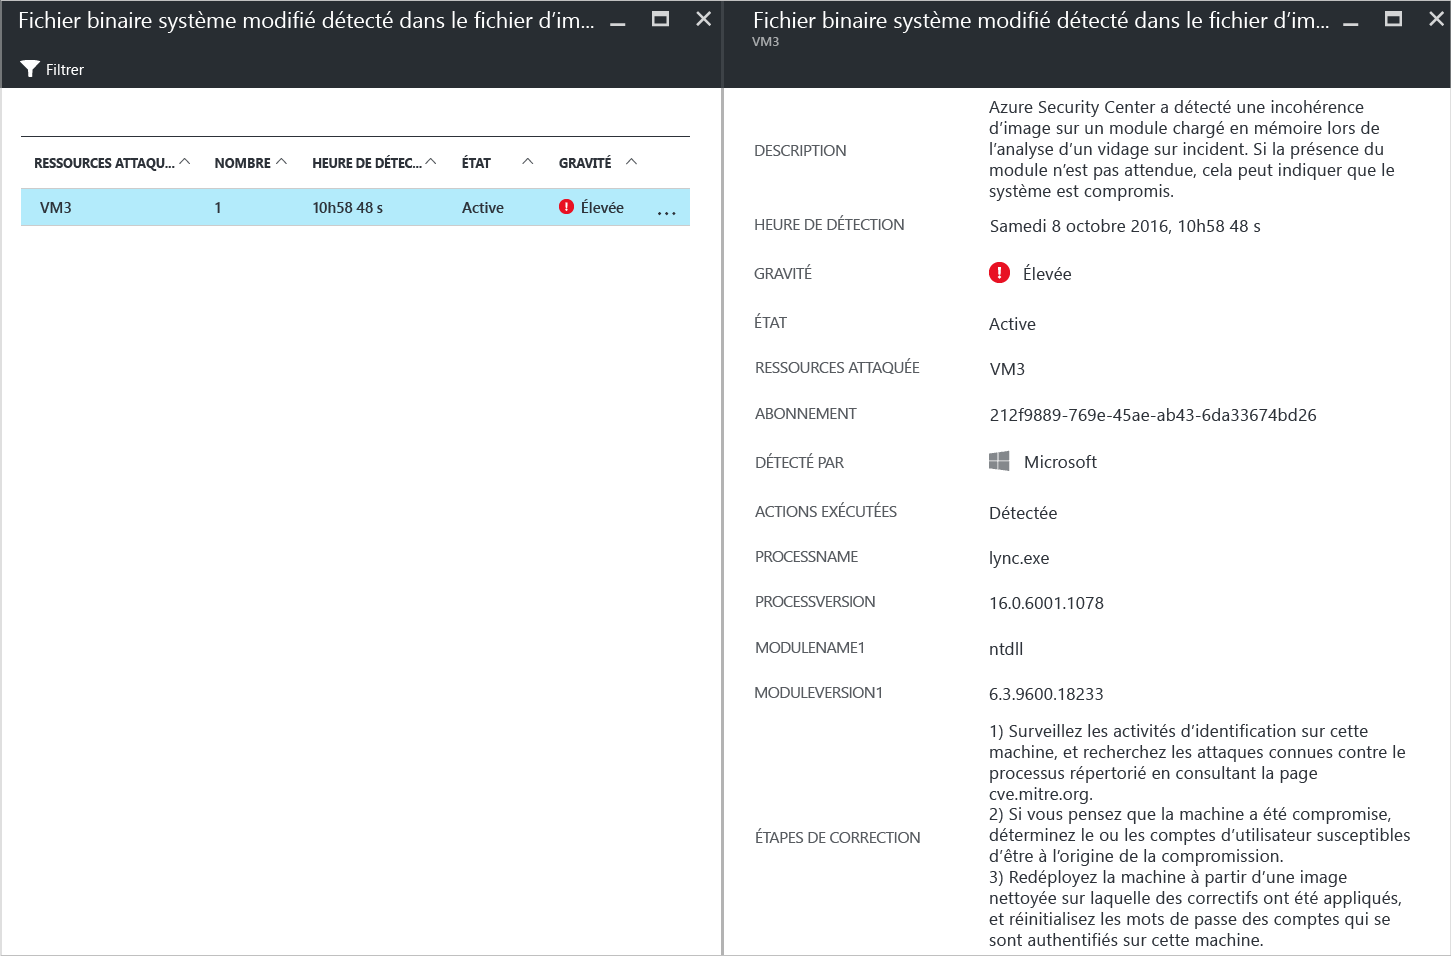 Fichier binaire système modifié détecté dans le fichier d’im...
Filtrer
RESSOURCES ATTAQU... NOMBRE HEURE DE DÉTEC... ÉTAT GRAVITÉ
VM3 1 10h58 48 s Active Élevée ...
Fichier binaire système modifié détecté dans le fichier d’im...
VM3
DESCRIPTION
Azure Security Center a détecté une incohérence
d’image sur un module chargé en mémoire lors de
l’analyse d’un vidage sur incident. Si la présence du
module n’est pas attendue, cela peut indiquer que le
système est compromis.
HEURE DE DÉTECTION Samedi 8 octobre 2016, 10h58 48 s
GRAVITÉ Élevée
ÉTAT Active
RESSOURCES ATTAQUÉE VM3
ABONNEMENT 212f9889-769e-45ae-ab43-6da33674bd26
DÉTECTÉ PAR Microsoft
ACTIONS EXÉCUTÉES Détectée
PROCESSNAME lync.exe
PROCESSVERSION 16.0.6001.1078
MODULENAME1 ntdll
MODULEVERSION1 6.3.9600.18233
ÉTAPES DE CORRECTION
1) Surveillez les activités d’identification sur cette
machine, et recherchez les attaques connues contre le
processus répertorié en consultant la page
cve.mitre.org.
2) Si vous pensez que la machine a été compromise,
déterminez le ou les comptes d’utilisateur susceptibles
d’être à l’origine de la compromission.
3) Redéployez la machine à partir d’une image
nettoyée sur laquelle des correctifs ont été appliqués,
et réinitialisez les mots de passe des comptes qui se
sont authentifiés sur cette machine.